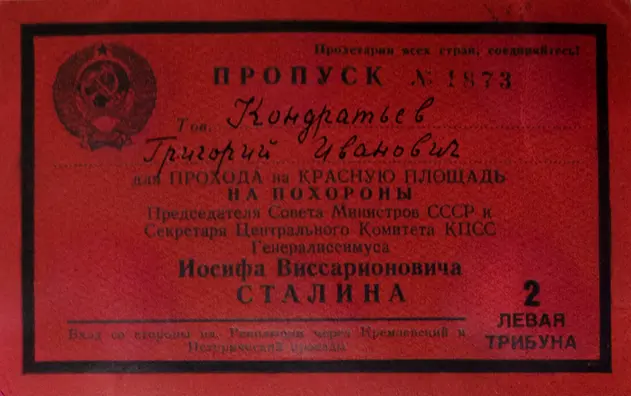 Пролетарии всех стран, соединяйтесь!
ПРОПУСК № 1873
Тов. Кондратьев
Григорий Иванович
для ПРОХОДА на КРАСНУЮ ПЛОЩАДЬ
НА ПОХОРОНЫ
Председателя Совета Министров СССР и
Секретаря Центрального Комитета КПСС
Генералиссимуса
Иосифа Виссарионовича
СТАЛИНА
2
ЛЕВАЯ
ТРИБУНА
Вход со стороны пл. Революции через Кремлевский и
Исторический проезды